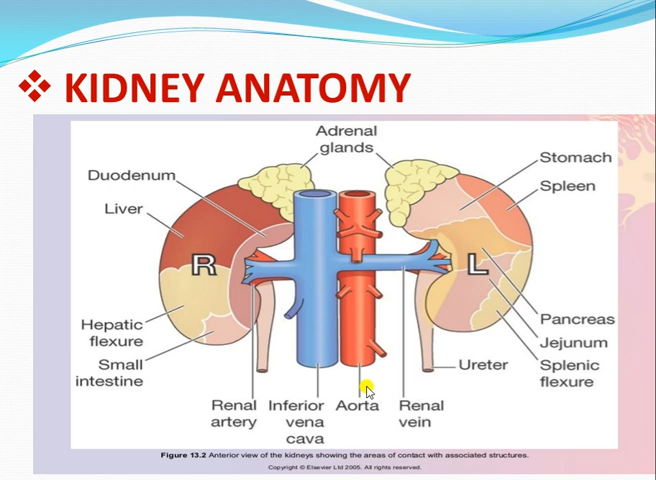 KIDNEY ANATOMY
Adrenal
glands
Duodenum
Stomach
Spleen
Liver
R
L
Hepatic
flexure
Pancreas
Jejunum
Small
intestine
Ureter
Splenic
flexure
Renal
artery
Inferior
vena
cava
Aorta
Renal
vein
Figure 13.2 Anterior view of the kidneys showing the areas of contact with associated structures.
Copyright © Elsevier Ltd 2005. All rights reserved.